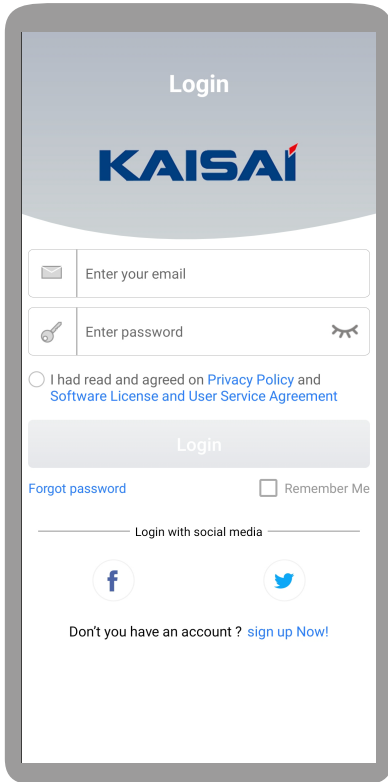 Login
KAISAI
Enter your email
Enter password
I had read and agreed on Privacy Policy and
Software License and User Service Agreement
Login
Forgot password Remember Me
Login with social media
Don't you have an account ? sign up Now!